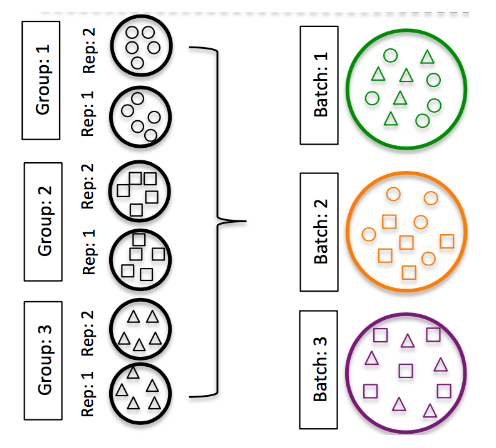 Group: 1
Rep: 2
Rep: 1
Group: 2
Rep: 2
Rep: 1
Group: 3
Rep: 2
Rep: 1
Batch: 1
Batch: 2
Batch: 3